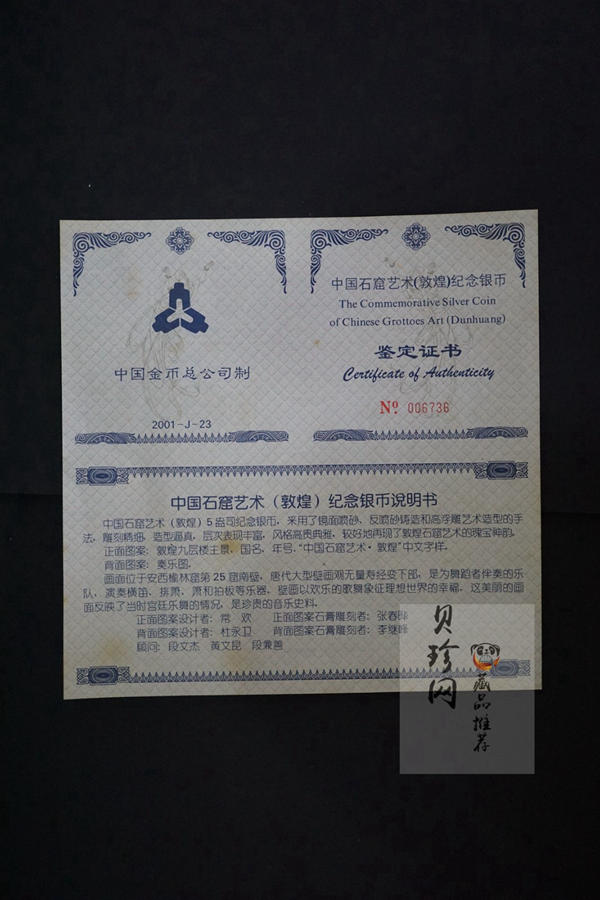 中国金币总公司制
2001-J-23
中国石窟艺术(敦煌)纪念银币
The Commemorative Silver Coin
of Chinese Grottoes Art (Dunhuang)
鉴定证书
Certificate of Authenticity
Nº 006736
中国石窟艺术（敦煌）纪念银币说明书
中国石窟艺术（敦煌）5盎司纪念银币，采用了镜面喷砂、反喷砂铸造和高浮雕艺术造型的手
法，雕刻精细，造型逼真，层次表现丰富，风格高贵典雅，较好地再现了敦煌石窟艺术的瑰宝神韵。
正面图案：敦煌九层楼主景，国名，年号，“中国石窟艺术·敦煌”中文字样。
背面图案：奏乐图。
画面位于安西榆林窟第25窟南壁，唐代大型壁画观无量寿经变下部，是为舞蹈者伴奏的乐
队，演奏横笛、排箫，箫和拍板等乐器，壁画以欢乐的歌舞象征理想世界的幸福，这美丽的画
面反映了当时宫廷乐舞的情况，是珍贵的音乐史料。
正面图案设计者：常 欢 正面图案石膏雕刻者：张春
背面图案设计者：杜永卫 背面图案石膏雕刻者：李继峰
顾问：段文杰 黄文昆 段兼善
贝珍网
藏品推荐